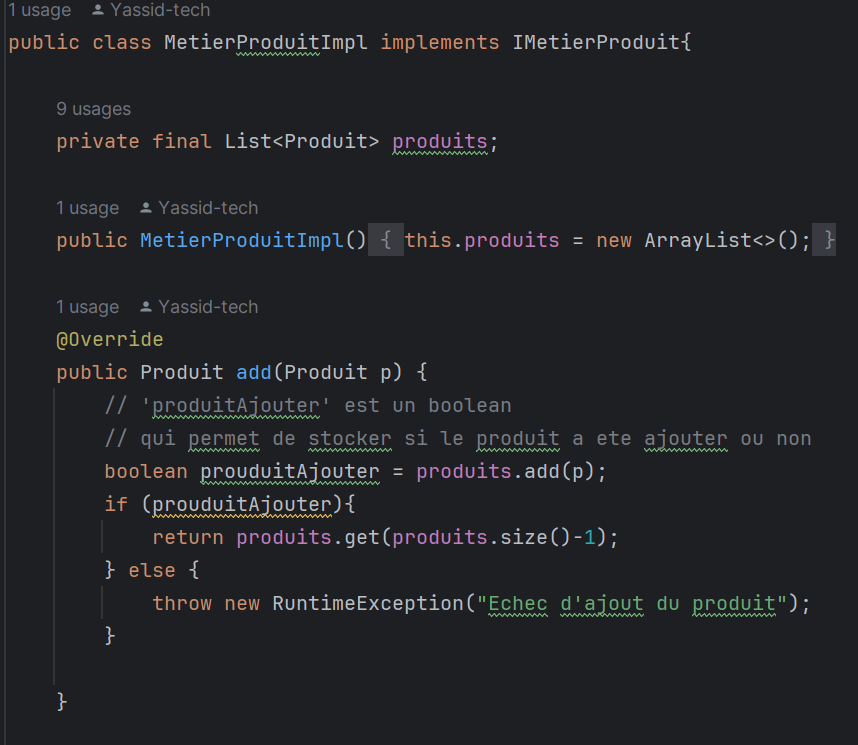 1 usage Yassid-tech
public class MetierProduitImpl implements IMetierProduit{
9 usages
private final List<Produit> produits;
1 usage Yassid-tech
public MetierProduitImpl() { this.produits = new ArrayList<>(); }
1 usage Yassid-tech
@Override
public Produit add(Produit p) {
// 'produitAjouter' est un boolean
// qui permet de stocker si le produit a ete ajouter ou non
boolean prouduitAjouter = produits.add(p);
if (prouduitAjouter){
return produits.get(produits.size()-1);
} else {
throw new RuntimeException("Echec d'ajout du produit");
}
}